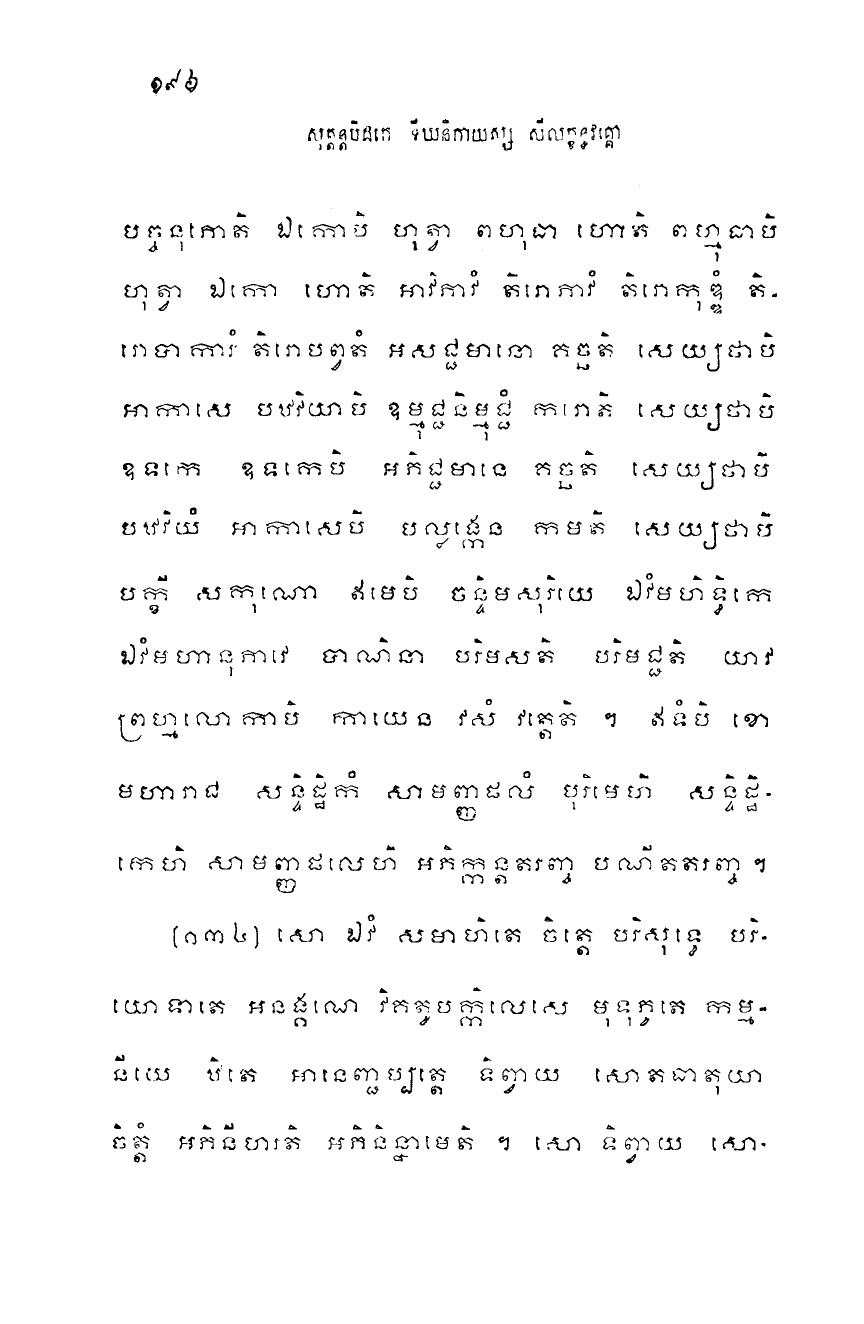 ១៩៦
សុត្តន្តបិដកេ ទីឃនិកាយស្ស សីលក្ខន្ធវគ្គោ
បច្ចនុភោតិ ឯកោបិ ហុត្វា ពហុធា ហោតិ ពហុធាបិ
ហុត្វា ឯកោ ហោតិ អាវិភាវំ តិរោភាវំ តិរោកុឌ្ឌំ តិ-
រោបាការំ តិរោបព្វតំ អសជ្ជមានោ គច្ឆតិ សេយ្យថាបិ
អាកាសេ បឋវិយាបិ ឧម្មុជ្ជនិម្មុជ្ជំ ករោតិ សេយ្យថាបិ
ឧទកេ ឧទកេបិ អភិជ្ជមានេ គច្ឆតិ សេយ្យថាបិ
បឋវិយំ អាកាសេបិ បល្លង្កេន កមតិ សេយ្យថាបិ
បក្ខី សកុណោ ឥមេបិ ចន្ទិមសុរិយេ ឯវំមហិទ្ធិកេ
ឯវំមហានុភាវេ បាណិនា បរិមសតិ បរិមជ្ជតិ យាវ
ព្រហ្មលោកាបិ កាយេន វសំ វត្តេតិ ។ ឥទំបិ ខោ
មហារាជ សន្ទិដ្ឋិកំ សាមញ្ញផលំ បុរិមេហិ សន្ទិដ្ឋិ-
កេហិ សាមញ្ញផលេហិ អភិក្កន្តតរញ្ច បណីតតរញ្ច ។
(១៣៤) សោ ឯវំ សមាហិតេ ចិត្តេ បរិសុទ្ធេ បរិ-
យោទាតេ អនង្គណេ វិគតូបក្កិលេសេ មុទុភូតេ កម្ម-
នីយេ ឋិតេ អានេញ្ជប្បត្តេ ទិព្វាយ សោតធាតុយា
ចិត្តំ អភិនីហរតិ អភិនិន្នាមេតិ ។ សោ ទិព្វាយ សោ-